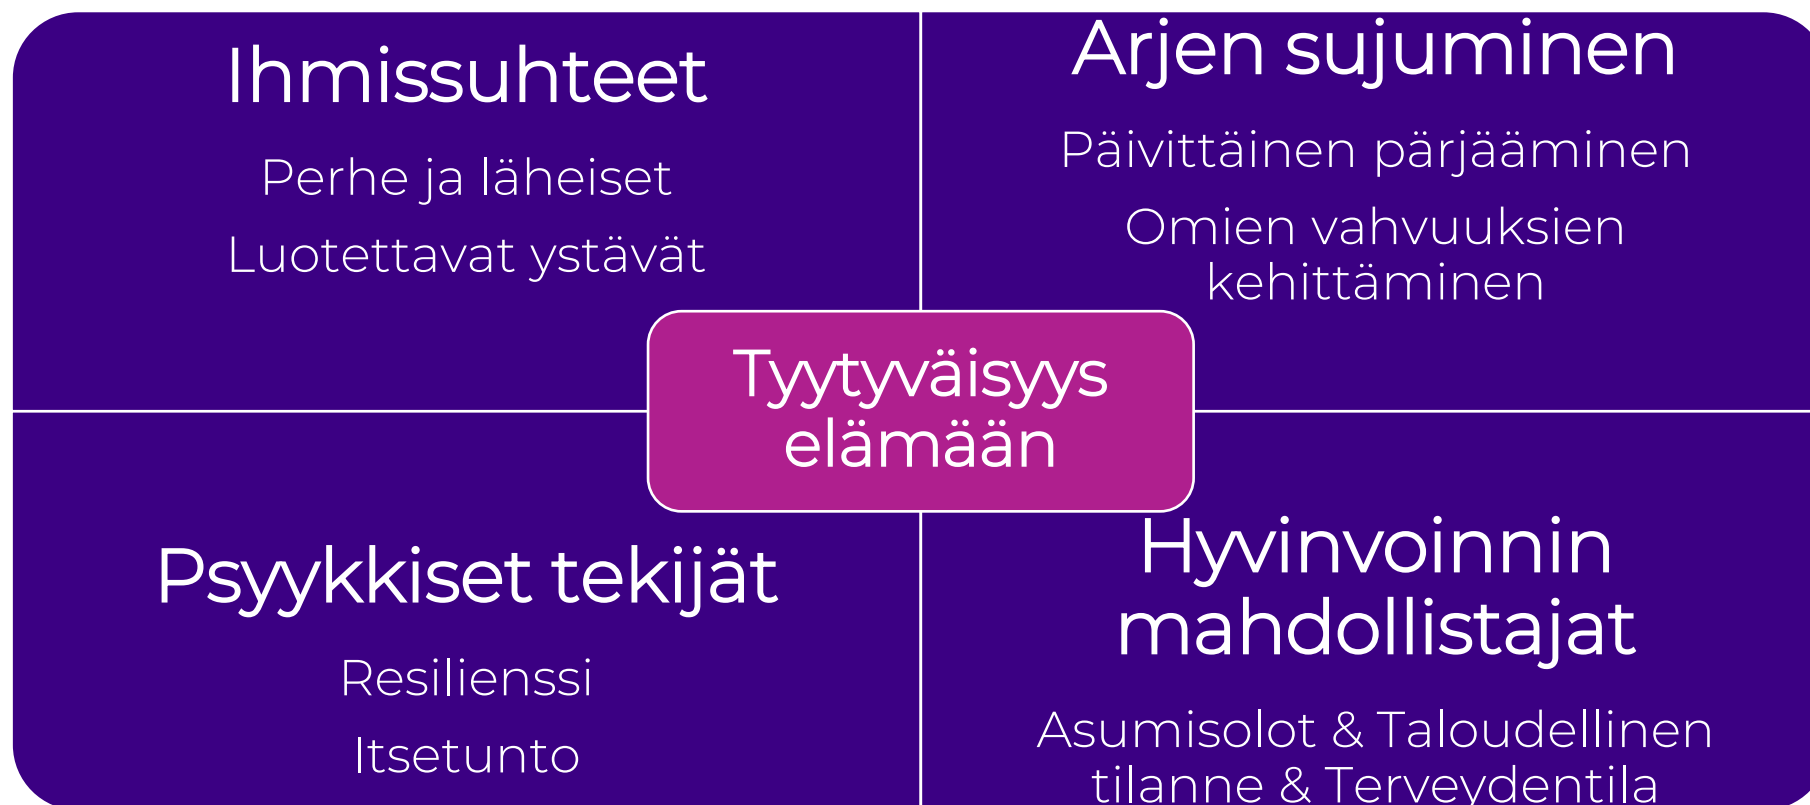 Ihmissuhteet
Perhe ja läheiset
Luotettavat ystävät
Arjen sujuminen
Päivittäinen pärjääminen
Omien vahvuuksien
kehittäminen
Tyytyväisyys
elämään
Psyykkiset tekijät
Resilienssi
Itsetunto
Hyvinvoinnin
mahdollistajat
Asumisolot & Taloudellinen
tilanne & Terveydentila